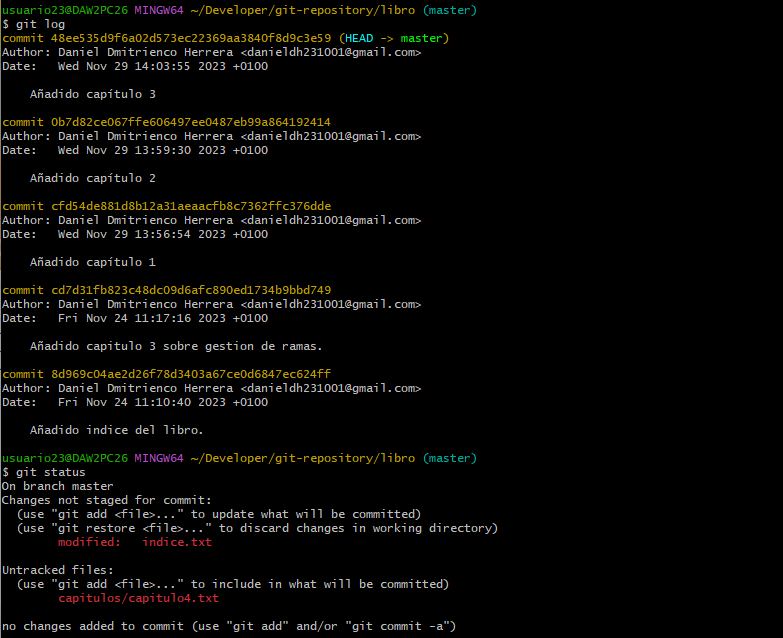 usuario23@DAW2PC26 MINGW64 ~/Developer/git-repository/libro (master)
$ git log
commit 48ee535d9f6a02d573ec22369aa3840f8d9c3e59 (HEAD -> master)
Author: Daniel Dmitrienco Herrera <danieldh231001@gmail.com>
Date:   Wed Nov 29 14:03:55 2023 +0100

    Añadido capítulo 3

commit 0b7d82ce067ffe606497ee0487eb99a864192414
Author: Daniel Dmitrienco Herrera <danieldh231001@gmail.com>
Date:   Wed Nov 29 13:59:30 2023 +0100

    Añadido capítulo 2

commit cfd54de881d8b12a31aeaacfb8c7362ffc376dde
Author: Daniel Dmitrienco Herrera <danieldh231001@gmail.com>
Date:   Wed Nov 29 13:56:54 2023 +0100

    Añadido capítulo 1

commit cd7d31fb823c48dc09d6afc890ed1734b9bbd749
Author: Daniel Dmitrienco Herrera <danieldh231001@gmail.com>
Date:   Fri Nov 24 11:17:16 2023 +0100

    Añadido capitulo 3 sobre gestion de ramas.

commit 8d969c04ae2d26f78d3403a67ce0d6847ec624ff
Author: Daniel Dmitrienco Herrera <danieldh231001@gmail.com>
Date:   Fri Nov 24 11:10:40 2023 +0100

    Añadido indice del libro.

usuario23@DAW2PC26 MINGW64 ~/Developer/git-repository/libro (master)
$ git status
On branch master
Changes not staged for commit:
  (use "git add <file>..." to update what will be committed)
  (use "git restore <file>..." to discard changes in working directory)
        modified:   indice.txt

Untracked files:
  (use "git add <file>..." to include in what will be committed)
        capitulos/capitulo4.txt

no changes added to commit (use "git add" and/or "git commit -a")